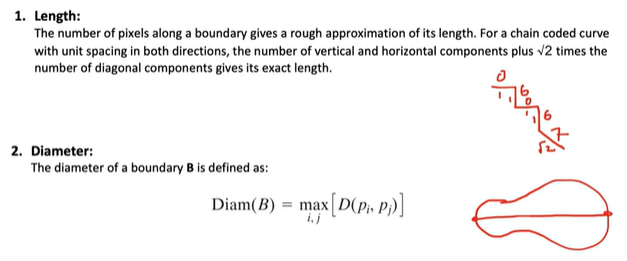 1. Length:
The number of pixels along a boundary gives a rough approximation of its length. For a chain coded curve
with unit spacing in both directions, the number of vertical and horizontal components plus √2 times the
number of diagonal components gives its exact length.
0
1 1 6
0
1 1 6
7
√2
2. Diameter:
The diameter of a boundary B is defined as:
Diam(B) = max[D(pᵢ, pⱼ)]
i, j